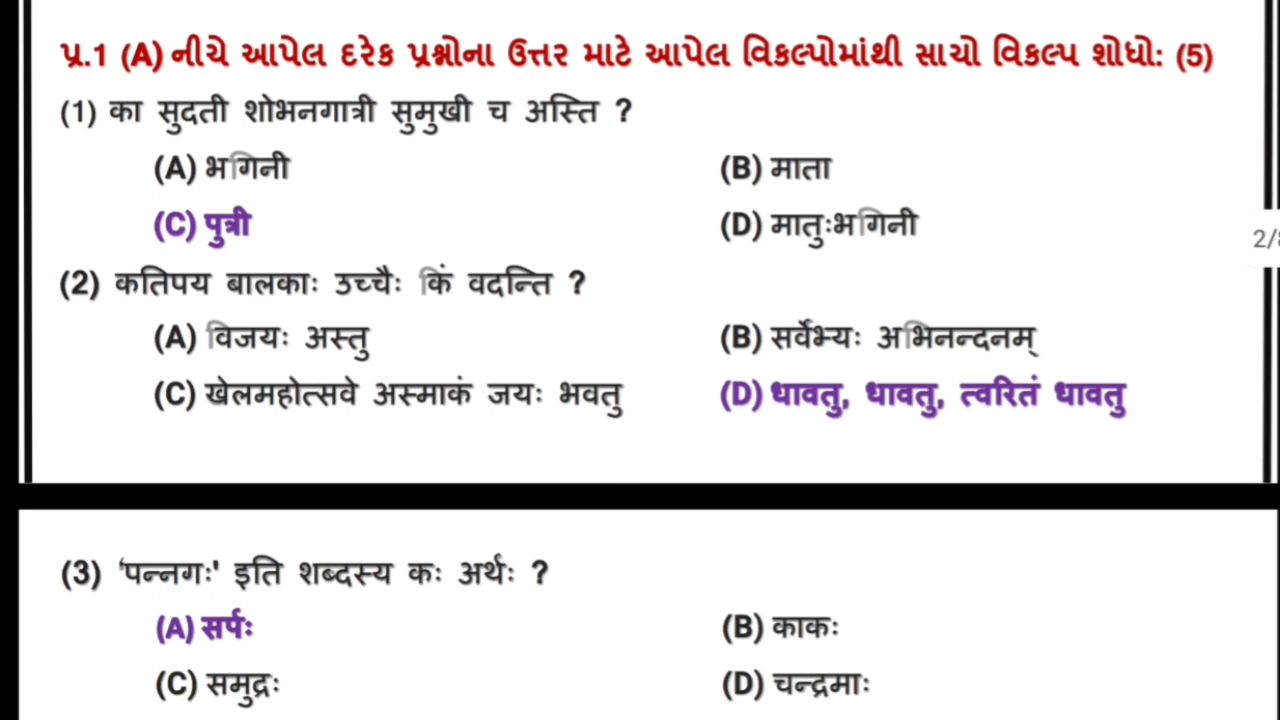 પ્ર.1 (A) નીચે આપેલ દરેક પ્રશ્નોના ઉત્તર માટે આપેલ વિકલ્પોમાંથી સાચો વિકલ્પ શોધો: (5)
(1) का सुदती शोभनगात्री सुमुखी च अस्ति ?
(A) भगिनी (B) माता
(C) पुत्री (D) मातुःभगिनी
2/8
(2) कतिपय बालकाः उच्चैः किं वदन्ति ?
(A) विजयः अस्तु (B) सर्वेभ्यः अभिनन्दनम्
(C) खेलमहोत्सवे अस्माकं जयः भवतु (D) धावतु, धावतु, त्वरितं धावतु
(3) ‘पन्नगः' इति शब्दस्य कः अर्थः ?
(A) सर्पः (B) काकः
(C) समुद्रः (D) चन्द्रमाः